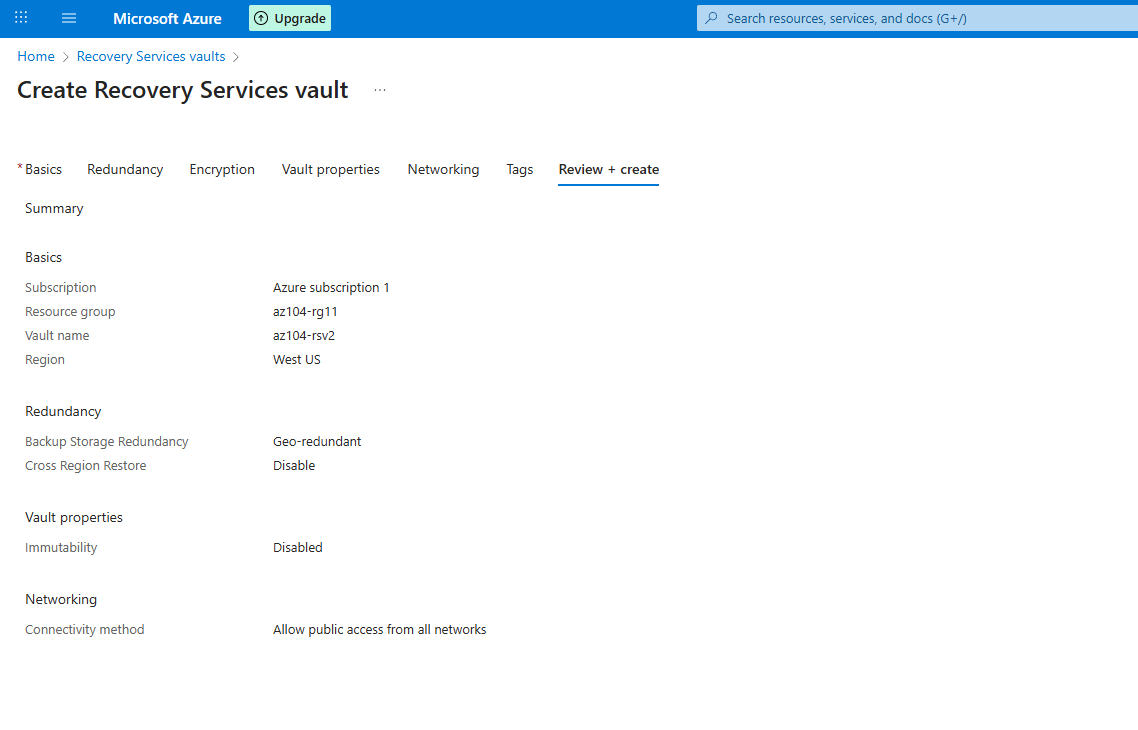 Microsoft Azure Upgrade Search resources, services, and docs (G+/)
Home > Recovery Services vaults >
Create Recovery Services vault ...
* Basics Redundancy Encryption Vault properties Networking Tags Review + create
Summary
Basics
Subscription Azure subscription 1
Resource group az104-rg11
Vault name az104-rsv2
Region West US
Redundancy
Backup Storage Redundancy Geo-redundant
Cross Region Restore Disable
Vault properties
Immutability Disabled
Networking
Connectivity method Allow public access from all networks